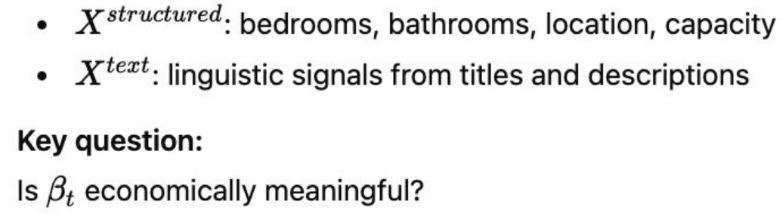 • X^structured: bedrooms, bathrooms, location, capacity
• X^text: linguistic signals from titles and descriptions
Key question:
Is β_t economically meaningful?